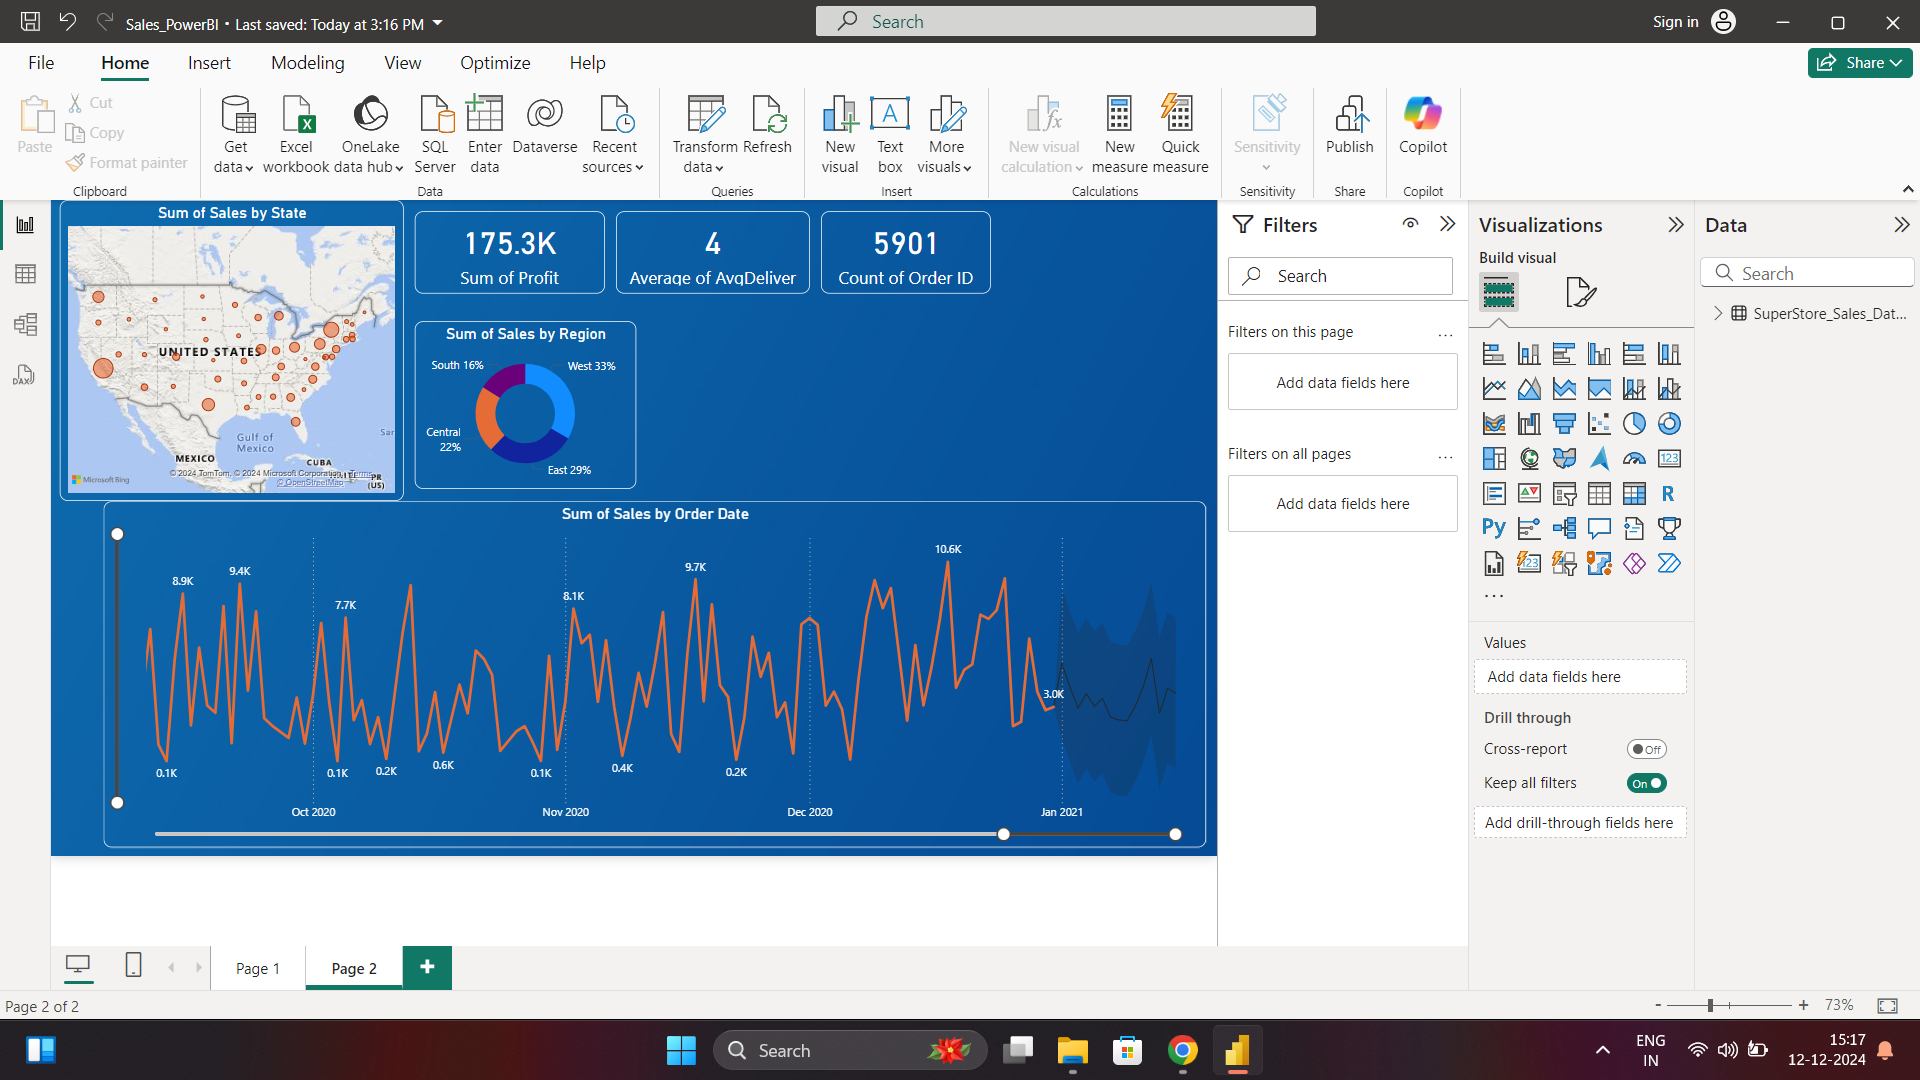 Sales_PowerBI • Last saved: Today at 3:16 PM
Search
Sign in
File
Home
Insert
Modeling
View
Optimize
Help
Share
Paste
Cut
Copy
Format painter
Clipboard
Get data
Excel workbook
OneLake data hub
SQL Server
Enter data
Dataverse
Recent sources
Data
Transform data
Refresh
Queries
New visual
Text box
More visuals
Insert
New visual calculation
New measure
Quick measure
Calculations
Sensitivity
Sensitivity
Publish
Share
Copilot
Copilot
Sum of Sales by State
UNITED STATES
MEXICO
Gulf of
Mexico
CUBA
Sar
PR
(US)
Microsoft Bing
© 2024 TomTom, © 2024 Microsoft Corporation, Terms
© OpenStreetMap
175.3K
Sum of Profit
4
Average of AvgDeliver
5901
Count of Order ID
Sum of Sales by Region
South 16%
West 33%
Central
22%
East 29%
Sum of Sales by Order Date
8.9K
9.4K
7.7K
8.1K
9.7K
10.6K
3.0K
0.1K
0.1K
0.2K
0.6K
0.1K
0.4K
0.2K
Oct 2020
Nov 2020
Dec 2020
Jan 2021
Filters
Search
Filters on this page
...
Add data fields here
Filters on all pages
...
Add data fields here
Visualizations
Build visual
123
R
Py
123
...
Values
Add data fields here
Drill through
Cross-report
Off
Keep all filters
On
Add drill-through fields here
Data
Search
SuperStore_Sales_Dat...
DAX
Page 1
Page 2
+
Page 2 of 2
- + 73%
Search
ENG
IN
15:17
12-12-2024